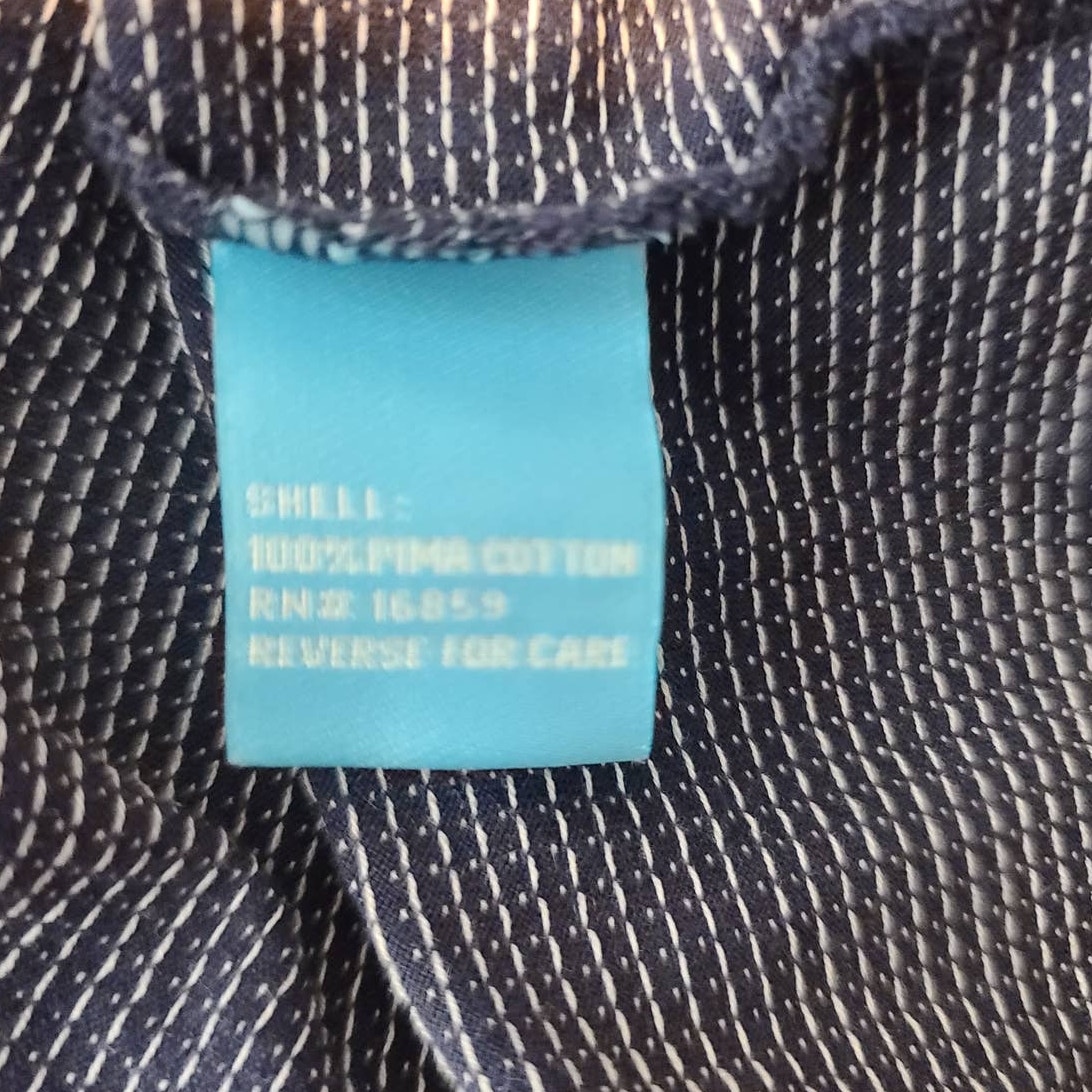 SHELL:
100% PIMA COTTON
RN# 16859
REVERSE FOR CARE